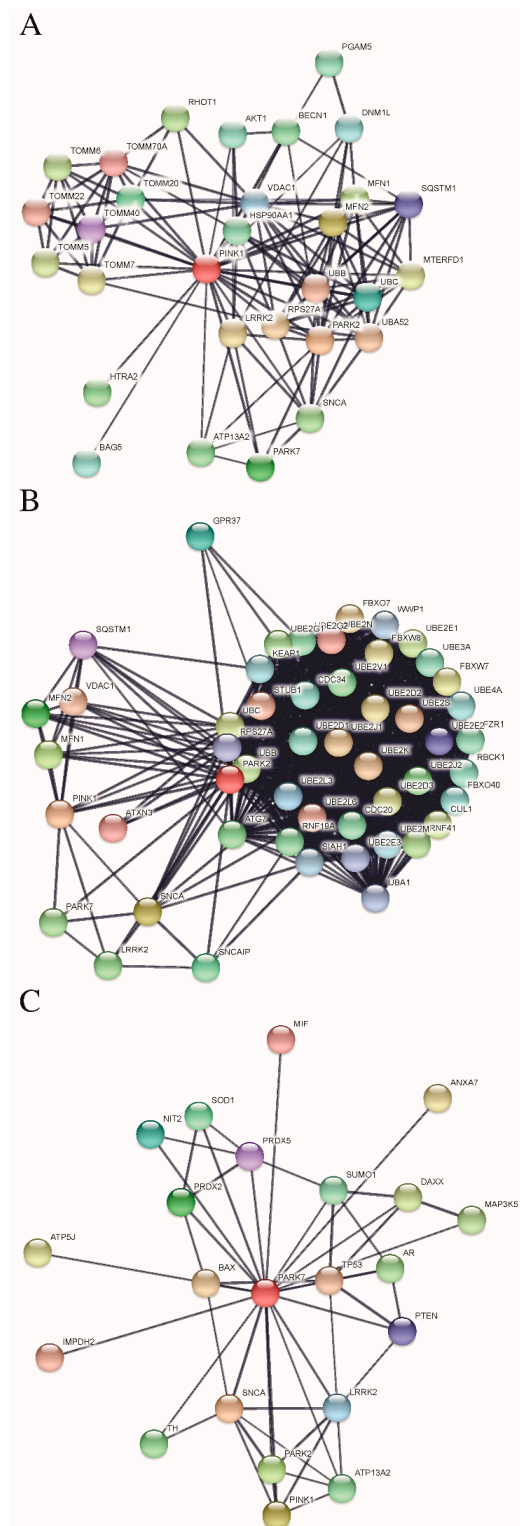 A
PGAM5
RHOT1
AKT1
BECN1
DNM1L
TOMM6
TOMM70A
TOMM20
VDAC1
MFN1
SQSTM1
TOMM22
TOMM40
HSP90AA1
MFN2
TOMM5
TOMM7
PINK1
UBB
MTERFD1
UBC
LRRK2
RPS27A
PARK2
UBA52
HTRA2
SNCA
BAG5
ATP13A2
PARK7
B
GPR37
SQSTM1
FBXO7
WWP1
UBE2G1
UBE2G2
UBE2N
UBE2E1
KEAP1
FBXW8
UBE3A
UBE2V1
FBXW7
MFN2
VDAC1
STUB1
CDC34
UBE4A
UBC
UBE2D2
UBE2S
MFN1
RPS27A
UBE2D1
UBE2J1
UBE2E2
FZR1
UBB
UBE2K
UBE2J2
RBCK1
PARK2
UBE2D3
FBXO40
PINK1
ATXN3
ATG7
UBE2L3
UBE2L6
CDC20
CUL1
RNF19A
UBE2M
RNF41
SIAH1
UBE2E3
UBA1
SNCA
PARK7
LRRK2
SNCAIP
C
MIF
ANXA7
SOD1
NIT2
PRDX5
SUMO1
DAXX
MAP3K5
PRDX2
ATP5J
BAX
PARK7
TP53
AR
PTEN
IMPDH2
SNCA
LRRK2
TH
PARK2
ATP13A2
PINK1